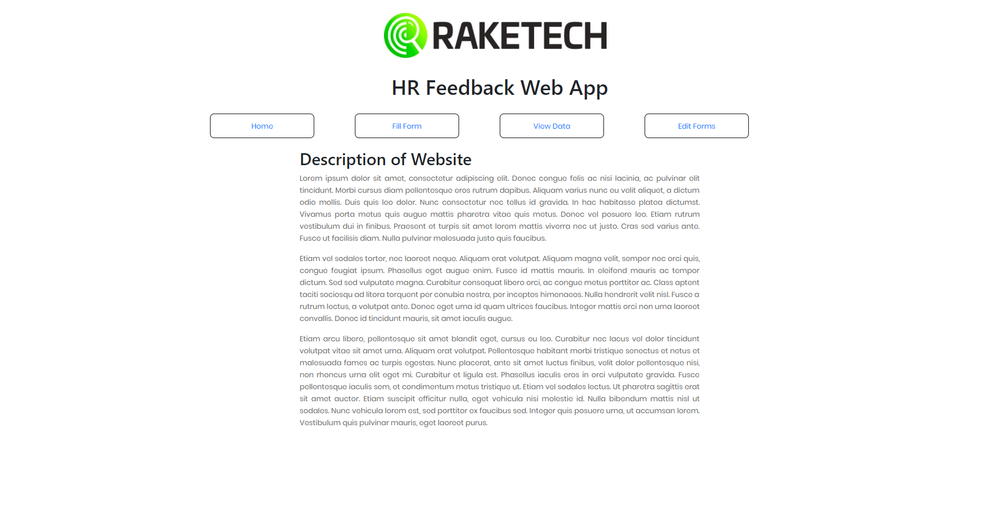 RAKETECH
HR Feedback Web App
Home
Fill Form
View Data
Edit Forms
Description of Website
Lorem ipsum dolor sit amet, consectetur adipiscing elit. Donec congue felis ac nisi lacinia, ac pulvinar elit
tincidunt. Morbi cursus diam pellentesque eros rutrum dapibus. Aliquam varius nunc eu velit aliquet, a dictum
odio mollis. Duis quis leo dolor. Nunc consectetur nec tellus id gravida. In hac habitasse platea dictumst.
Vivamus porta metus quis augue mattis pharetra vitae quis metus. Donec vel posuere leo. Etiam rutrum
vestibulum dui in finibus. Praesent et turpis sit amet lorem mattis viverra nec ut justo. Cras sed varius ante.
Fusce ut facilisis diam. Nulla pulvinar malesuada justo quis faucibus.
Etiam vel sodales tortor, nec laoreet neque. Aliquam erat volutpat. Aliquam magna velit, semper nec orci quis,
congue feugiat ipsum. Phasellus eget augue enim. Fusce id mattis mauris. In eleifend mauris ac tempor
dictum. Sed sed vulputate magna. Curabitur consequat libero orci, ac congue metus porttitor ac. Class aptent
taciti sociosqu ad litora torquent per conubia nostra, per inceptos himenaeos. Nulla hendrerit velit nisl. Fusce a
rutrum lectus, a volutpat ante. Donec eget urna id quam ultrices faucibus. Integer mattis orci non urna laoreet
convallis. Donec id tincidunt mauris, sit amet iaculis augue.
Etiam arcu libero, pellentesque sit amet blandit eget, cursus eu leo. Curabitur nec lacus vel dolor tincidunt
volutpat vitae sit amet urna. Aliquam erat volutpat. Pellentesque habitant morbi tristique senectus et netus et
malesuada fames ac turpis egestas. Nunc placerat, ante sit amet luctus finibus, velit dolor pellentesque nisi,
non rhoncus urna elit eget mi. Curabitur et ligula est. Phasellus iaculis eros in orci vulputate gravida. Fusce
pellentesque iaculis sem, et condimentum metus tristique ut. Etiam vel sodales lectus. Ut pharetra sagittis erat
sit amet auctor. Etiam suscipit efficitur nulla, eget vehicula nisi molestie id. Nulla bibendum mattis nisl ut
sodales. Nunc vehicula lorem est, sed porttitor ex faucibus sed. Integer quis posuere urna, ut accumsan lorem.
Vestibulum quis pulvinar mauris, eget laoreet purus.